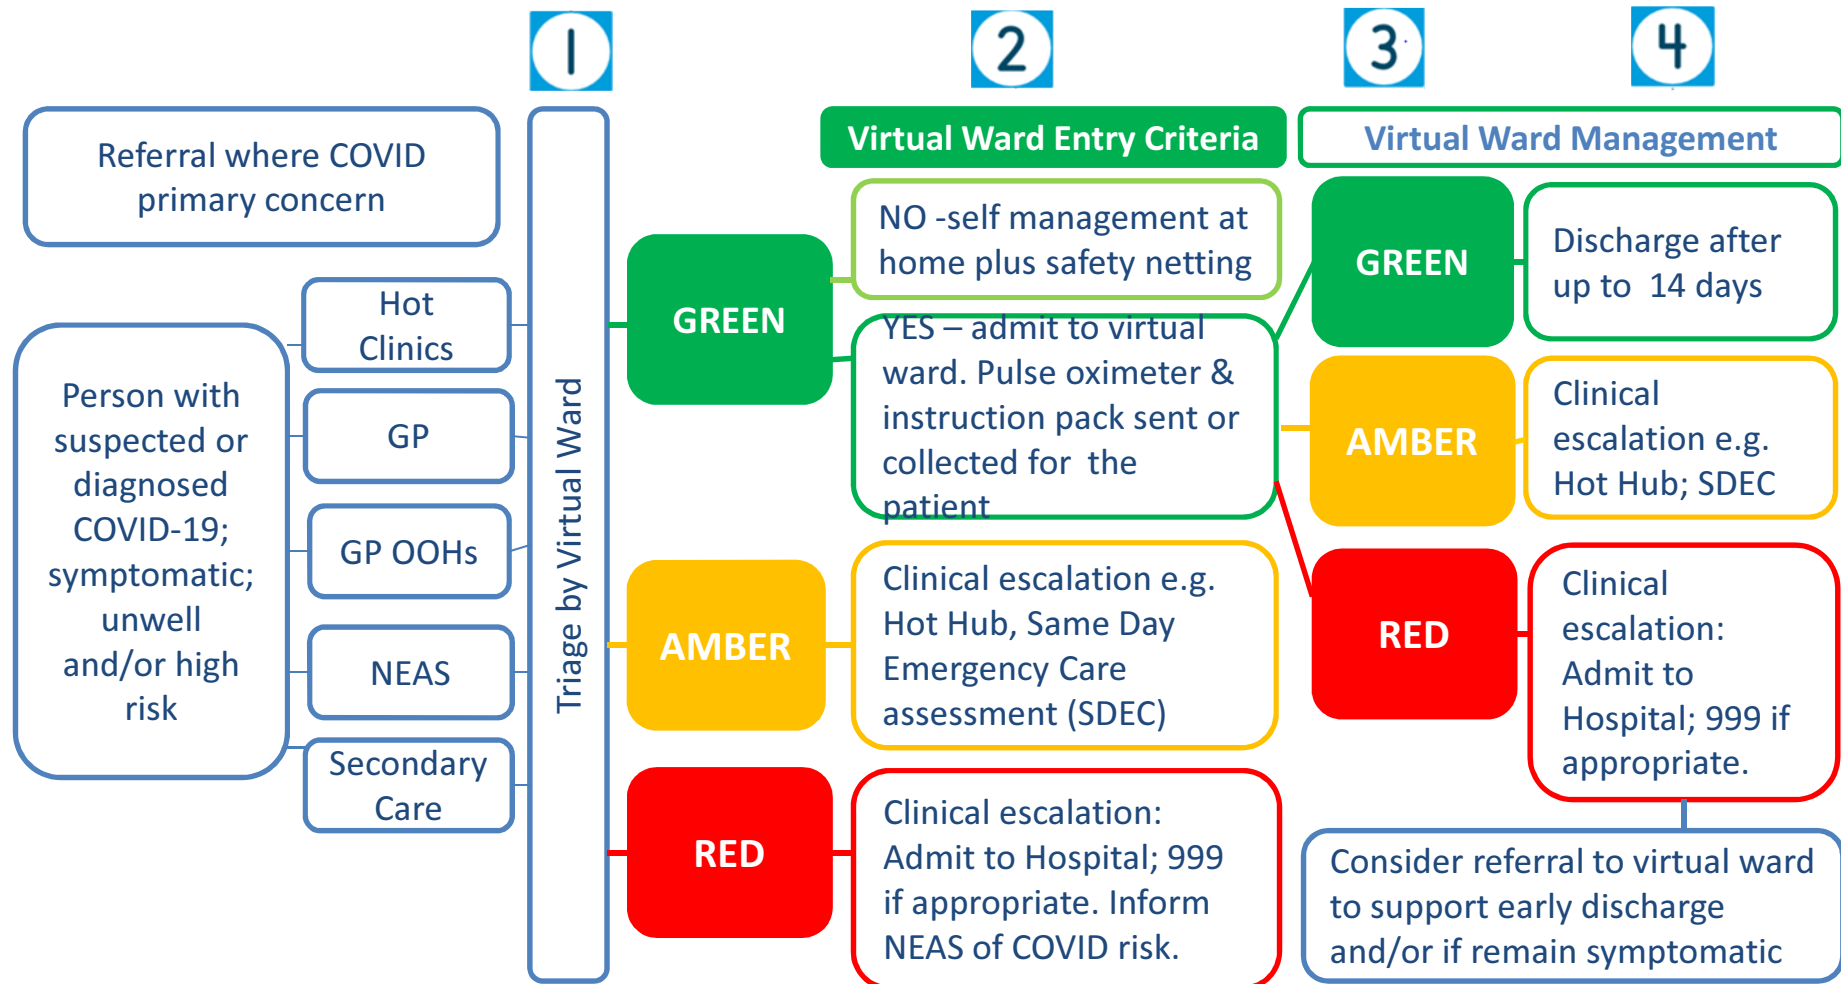 1
2
3
4
Referral where COVID
primary concern
Person with
suspected or
diagnosed
COVID-19;
symptomatic;
unwell
and/or high
risk
Hot
Clinics
GP
GP OOHs
NEAS
Secondary
Care
Triage by Virtual Ward
Virtual Ward Entry Criteria
GREEN
NO -self management at
home plus safety netting
YES – admit to virtual
ward. Pulse oximeter &
instruction pack sent or
collected for the
patient
AMBER
Clinical escalation e.g.
Hot Hub, Same Day
Emergency Care
assessment (SDEC)
RED
Clinical escalation:
Admit to Hospital; 999
if appropriate. Inform
NEAS of COVID risk.
Virtual Ward Management
GREEN
Discharge after
up to 14 days
AMBER
Clinical
escalation e.g.
Hot Hub; SDEC
RED
Clinical
escalation:
Admit to
Hospital; 999 if
appropriate.
Consider referral to virtual ward
to support early discharge
and/or if remain symptomatic